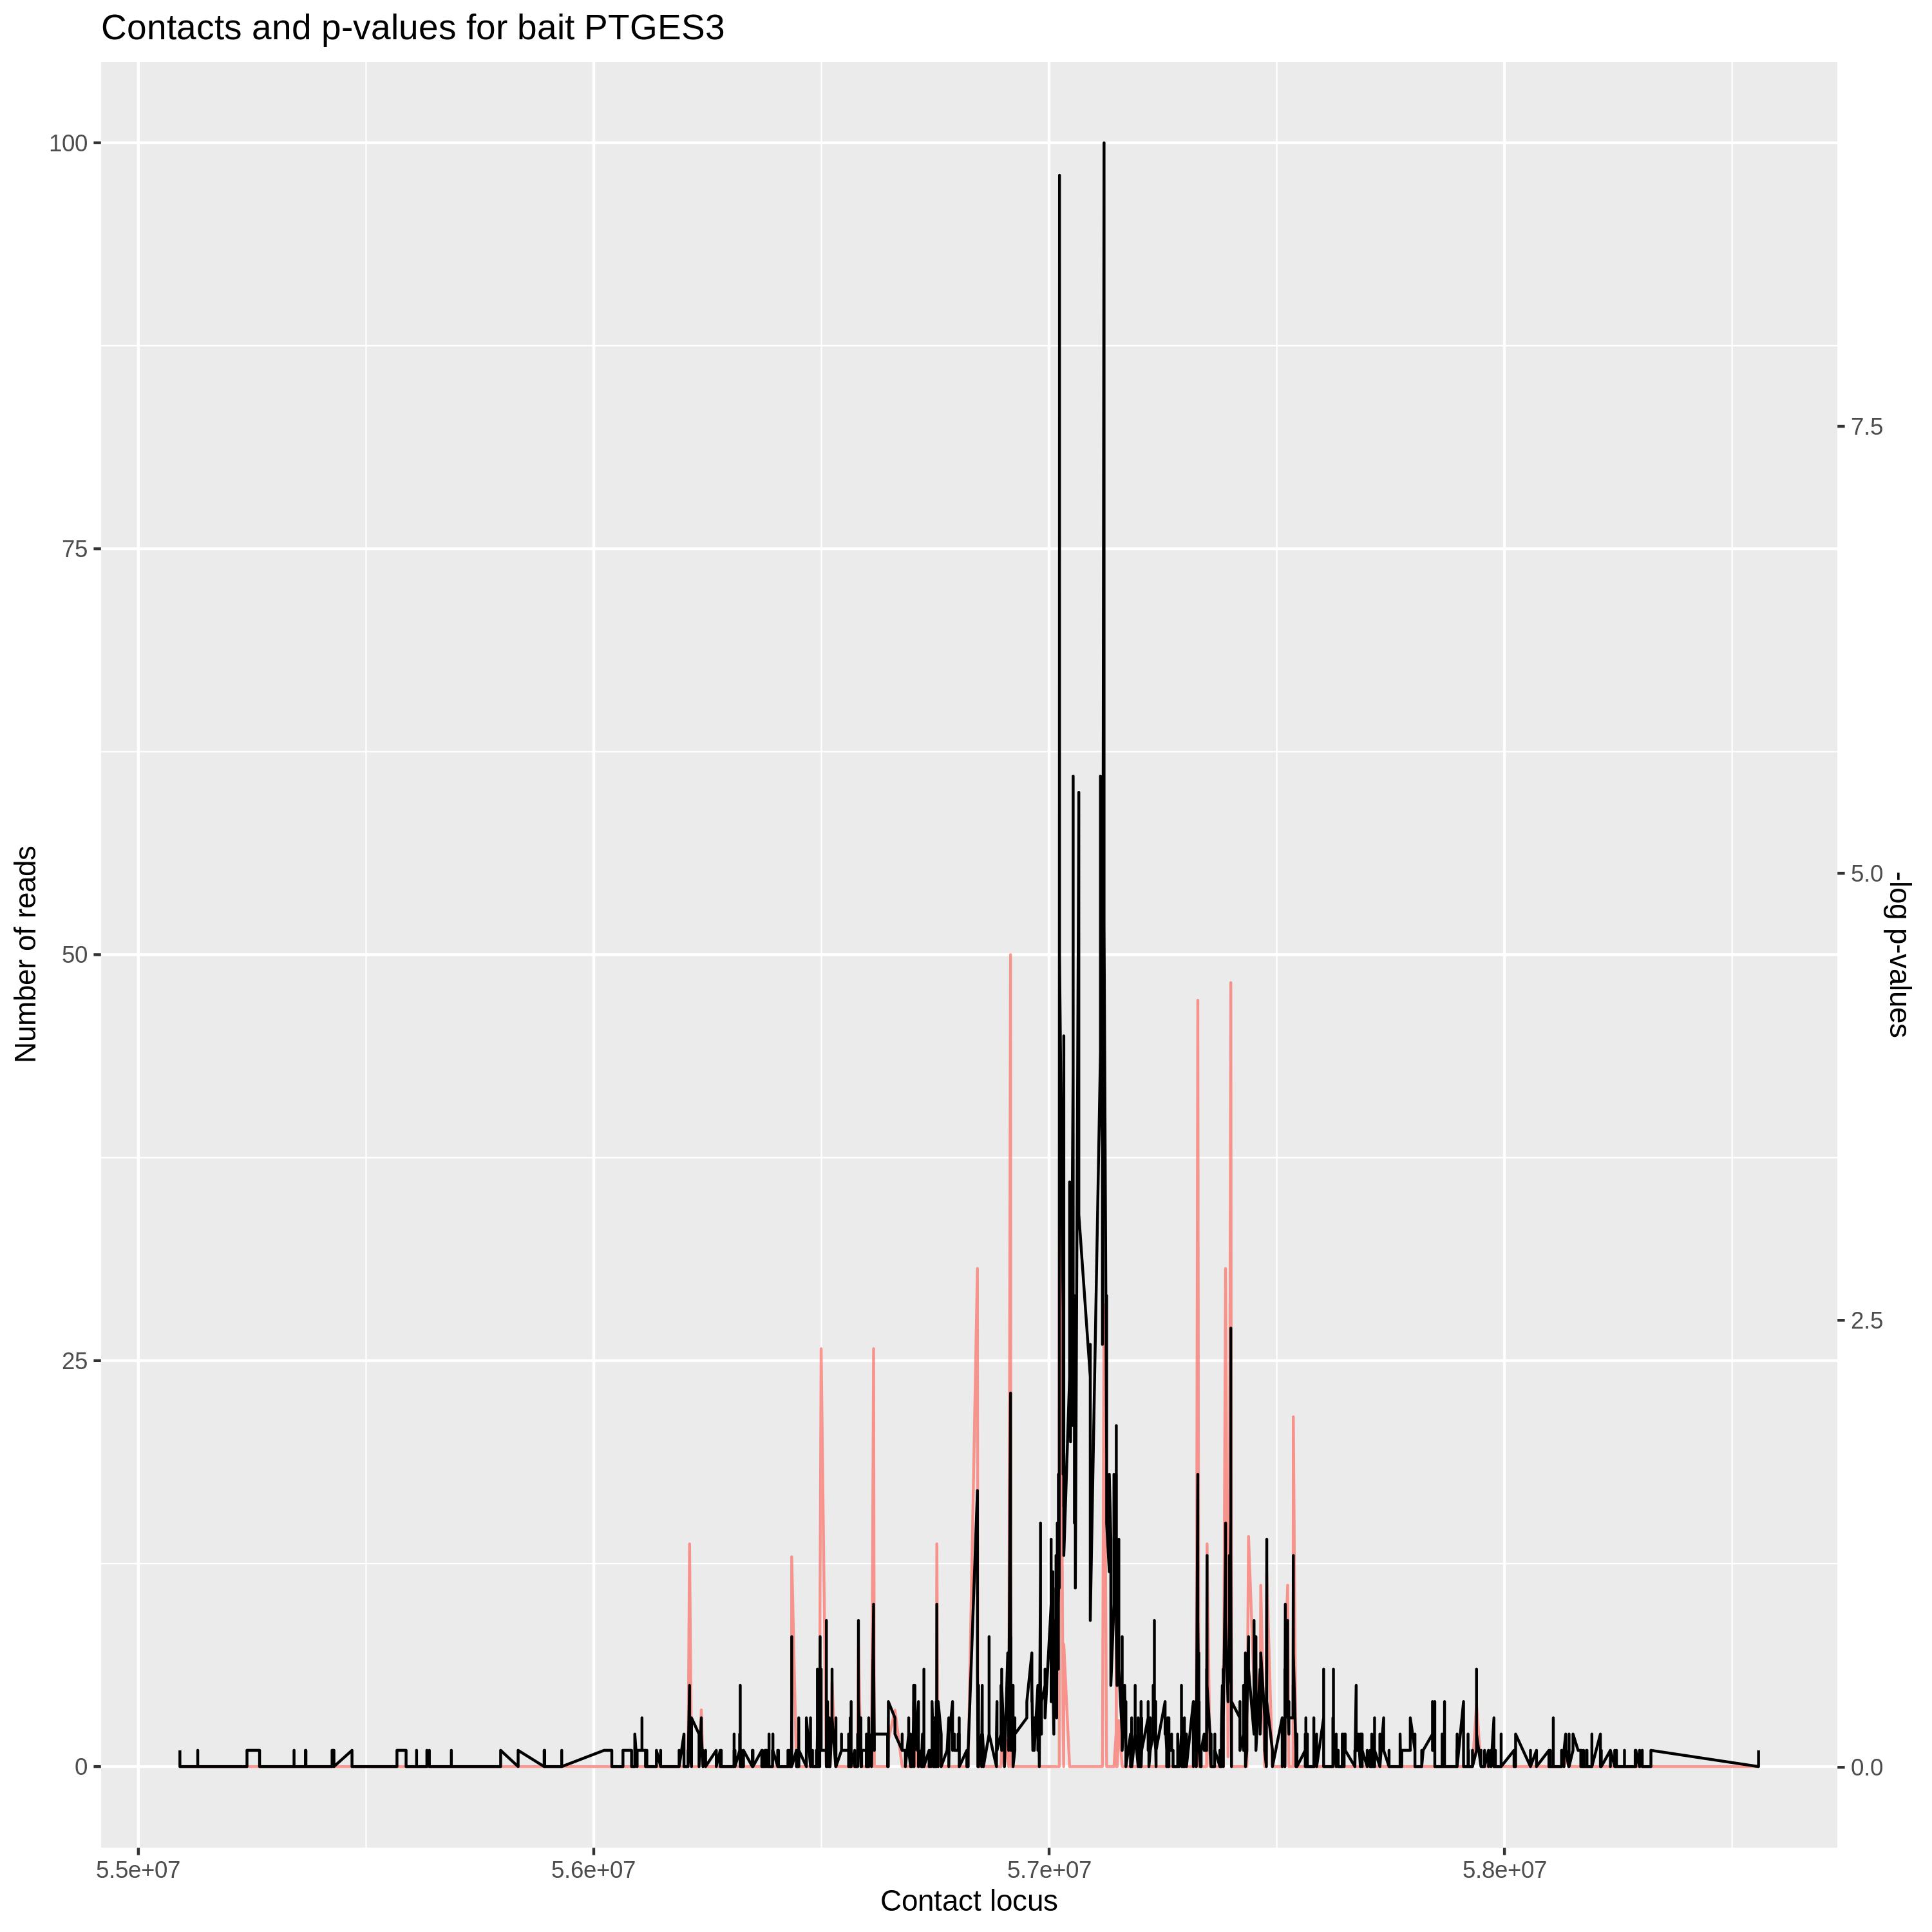 Contacts and p-values for bait PTGES3
100
75
50
25
0
Number of reads
7.5
5.0
2.5
0.0
-log p-values
5.5e+07
5.6e+07
5.7e+07
5.8e+07
Contact locus